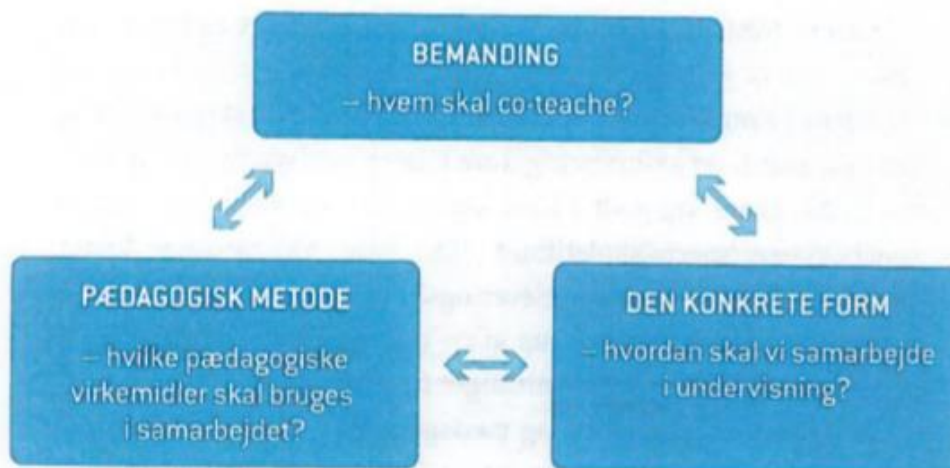 BEMANDING
– hvem skal co-teache?
PÆDAGOGISK METODE
– hvilke pædagogiske
virkemidler skal bruges
i samarbejdet?
DEN KONKRETE FORM
– hvordan skal vi samarbejde
i undervisning?